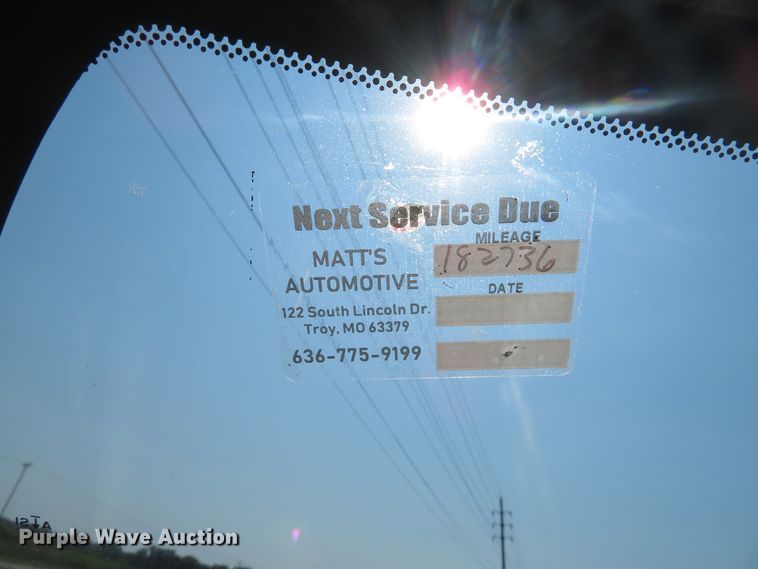 Next Service Due
MILEAGE
MATT'S
AUTOMOTIVE
182736
DATE
122 South Lincoln Dr.
Troy, MO 63379
636-775-9199
Purple Wave Auction